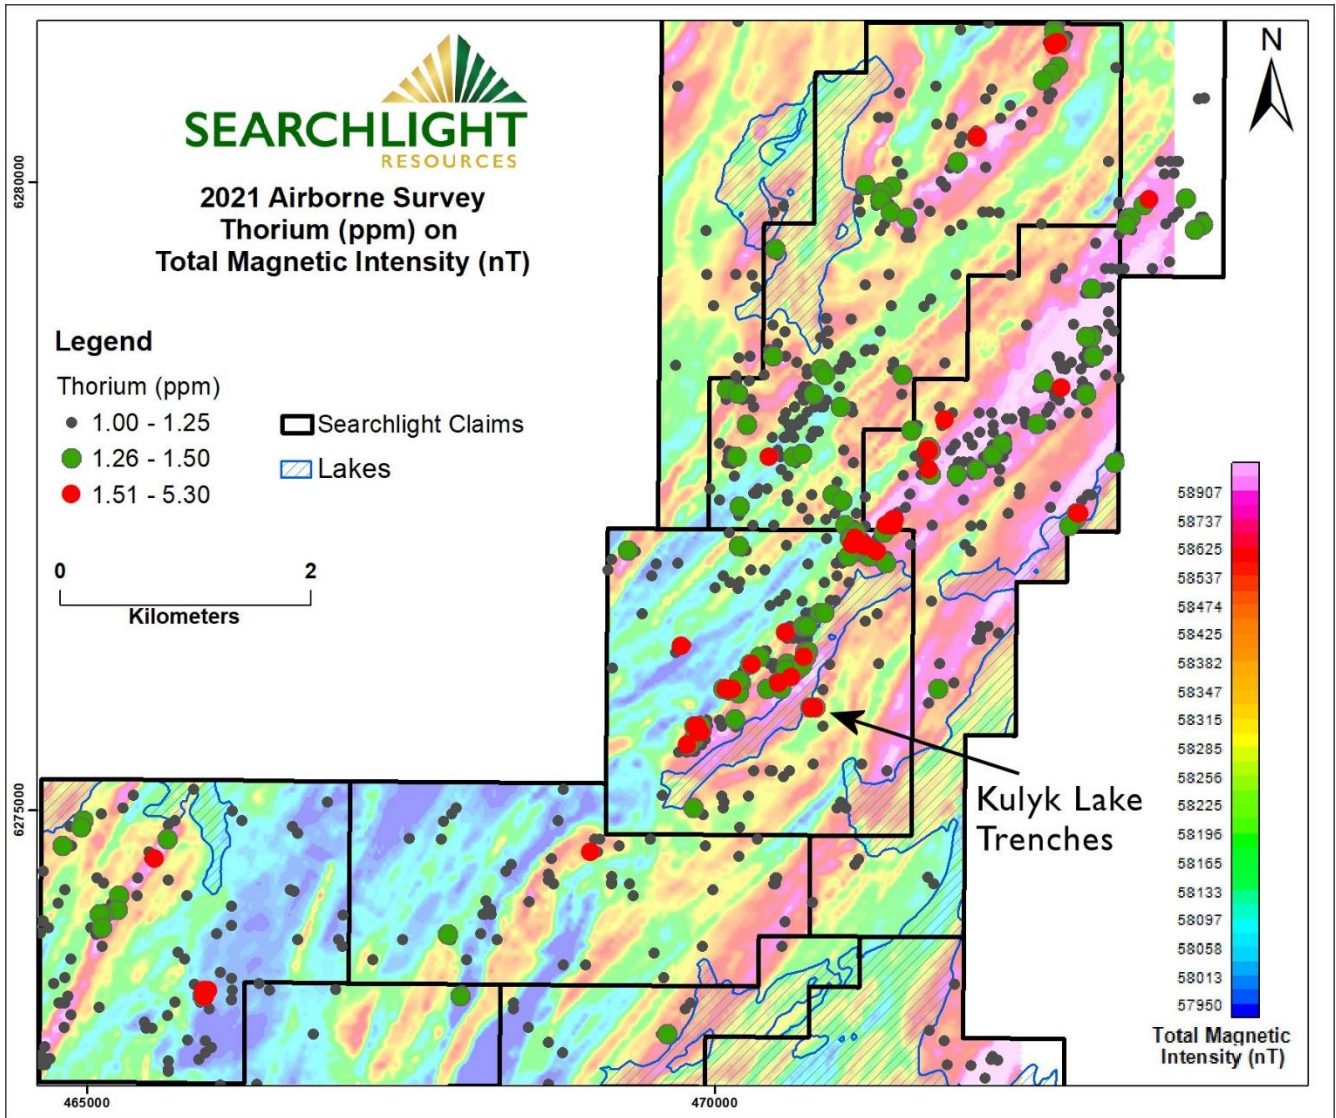 SEARCHLIGHT
RESOURCES
2021 Airborne Survey
Thorium (ppm) on
Total Magnetic Intensity (nT)
Legend
Thorium (ppm)
1.00 - 1.25
1.26 - 1.50
1.51 - 5.30
Searchlight Claims
Lakes
0 2
Kilometers
N
6280000
6275000
465000
470000
Kulyk Lake
Trenches
58907
58737
58625
58537
58474
58425
58382
58347
58315
58285
58256
58225
58196
58165
58133
58097
58058
58013
57950
Total Magnetic
Intensity (nT)